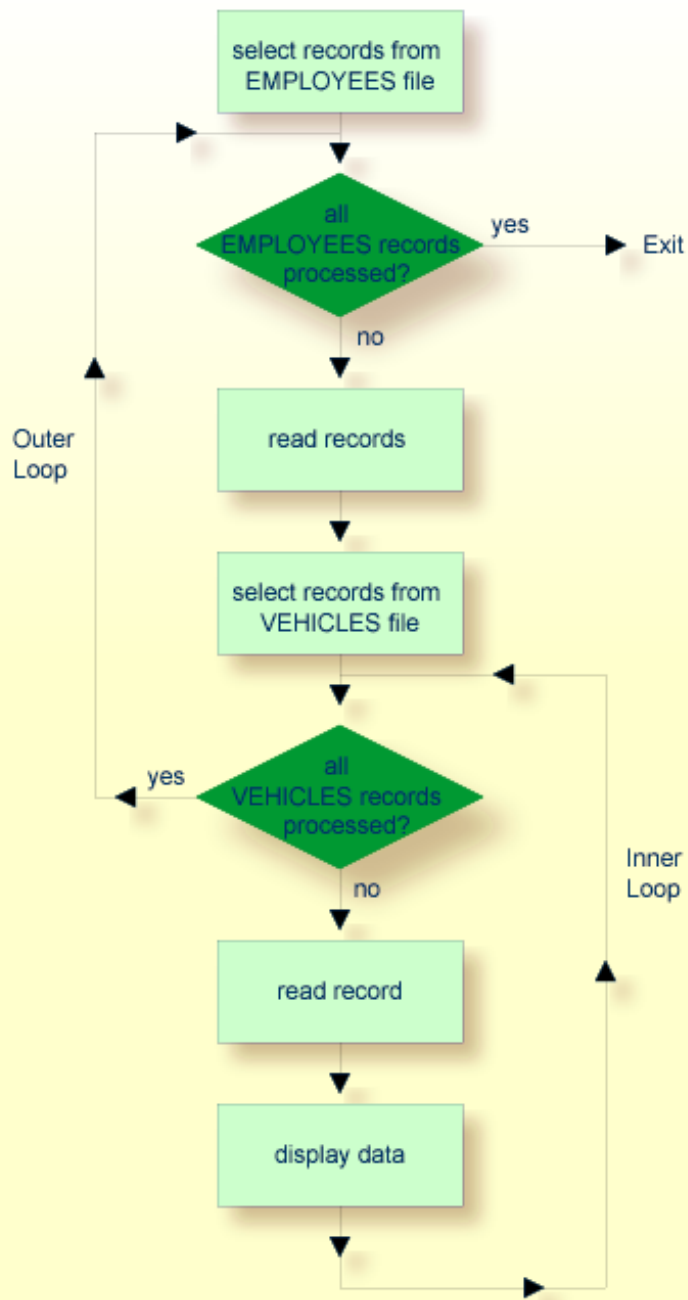 select records from
EMPLOYEES file
all
EMPLOYEES records
processed?
yes
Exit
no
Outer
Loop
read records
select records from
VEHICLES file
all
VEHICLES records
processed?
yes
no
Inner
Loop
read record
display data